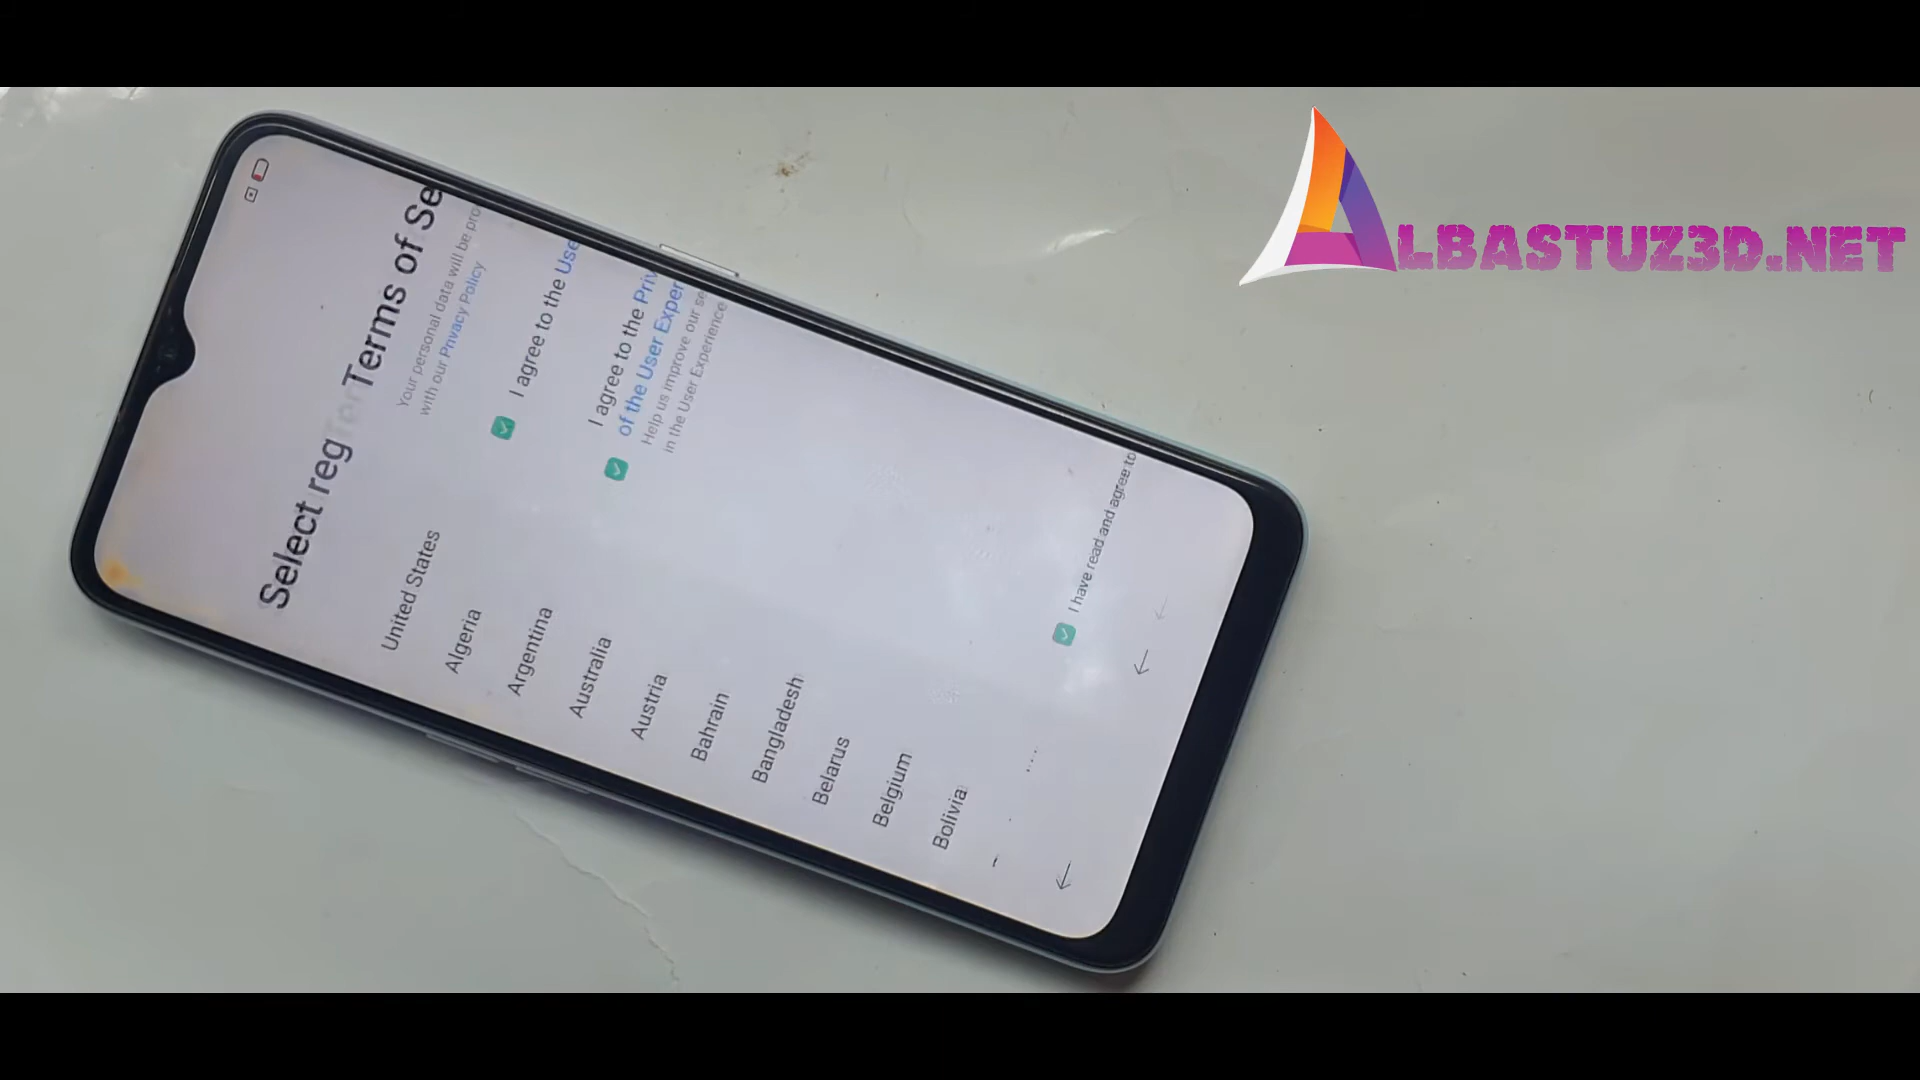 ALBASTUZ3D.NET
Select reg
United States
Algeria
Argentina
Australia
Austria
Bahrain
Bangladesh
Belarus
Belgium
Bolivia
Terms of Se
Your personal data will be pro
with our Privacy Policy
I agree to the Use
I agree to the Priv
of the User Exper
Help us improve our se
in the User Experience
I have read and agree to